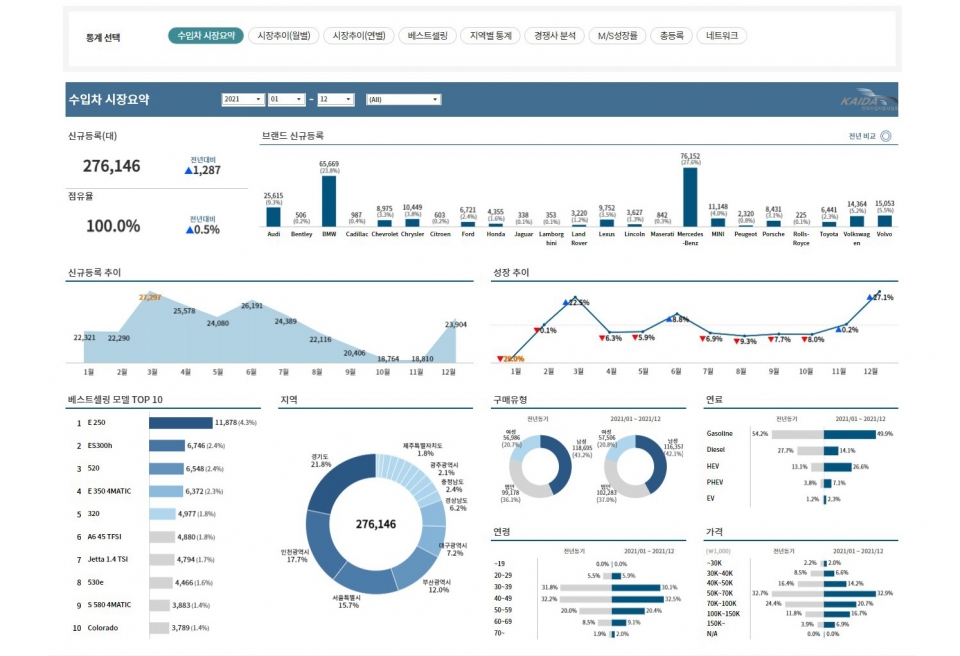 통계 선택
수입차 시장요약 시장추이(월별) 시장추이(연별) 베스트셀링 지역별 통계 경쟁사 분석 M/S성장률 총등록 네트워크
수입차 시장요약
2021 01 ~ 12 (All)
KAIDA
신규등록(대)
276,146
전년대비
▲1,287
점유율
100.0%
전년대비
▲0.5%
브랜드 신규등록
전년 비교
25,615 (9.3%) Audi
506 (0.2%) Bentley
65,669 (23.8%) BMW
987 (0.4%) Cadillac
8,975 (3.3%) Chevrolet
10,449 (3.8%) Chrysler
603 (0.2%) Citroen
6,721 (2.4%) Ford
4,355 (1.6%) Honda
338 (0.1%) Jaguar
353 (0.1%) Lamborghini
3,220 (1.2%) Land Rover
9,752 (3.5%) Lexus
3,627 (1.3%) Lincoln
842 (0.3%) Maserati
76,152 (27.6%) Mercedes-Benz
11,148 (4.0%) MINI
2,320 (0.8%) Peugeot
8,431 (3.1%) Porsche
225 (0.1%) Rolls-Royce
6,441 (2.3%) Toyota
14,364 (5.2%) Volkswagen
15,053 (5.5%) Volvo
신규등록 추이
22,321 22,290 27,297 25,578 24,080 26,191 24,389 22,116 20,406 18,764 18,810 23,904
1월 2월 3월 4월 5월 6월 7월 8월 9월 10월 11월 12월
성장 추이
▼0.1% ▲22.5% ▼6.3% ▼5.9% ▲8.8% ▼6.9% ▼9.3% ▼7.7% ▼8.0% ▲0.2% ▲27.1%
1월 2월 3월 4월 5월 6월 7월 8월 9월 10월 11월 12월
베스트셀링 모델 TOP 10
1 E 250 11,878 (4.3%)
2 ES300h 6,746 (2.4%)
3 520 6,548 (2.4%)
4 E 350 4MATIC 6,372 (2.3%)
5 320 4,977 (1.8%)
6 A6 45 TFSI 4,880 (1.8%)
7 Jetta 1.4 TSI 4,794 (1.7%)
8 530e 4,466 (1.6%)
9 S 580 4MATIC 3,883 (1.4%)
10 Colorado 3,789 (1.4%)
지역
제주특별자치도
1.8%
광주광역시
2.1%
충청남도
2.4%
경상남도
6.2%
대구광역시
7.2%
부산광역시
12.0%
서울특별시
15.7%
인천광역시
17.7%
경기도
21.8%
276,146
구매유형
전년동기 2021/01 ~ 2021/12
여성
56,986
(20.7%)
남성
118,695
(43.2%)
법인
99,178
(36.1%)
여성
57,506
(20.8%)
남성
116,357
(42.1%)
법인
102,283
(37.0%)
연료
전년동기 2021/01 ~ 2021/12
Gasoline 54.2% 49.9%
Diesel 27.7% 14.1%
HEV 13.1% 26.6%
PHEV 3.8% 7.1%
EV 1.2% 2.3%
연령
전년동기 2021/01 ~ 2021/12
~19 0.0% 0.0%
20~29 5.5% 5.9%
30~39 31.8% 30.1%
40~49 32.2% 32.5%
50~59 20.0% 20.4%
60~69 8.5% 9.1%
70~ 1.9% 2.0%
가격
(₩1,000) 전년동기 2021/01 ~ 2021/12
~30K 2.2% 2.0%
30K~40K 8.5% 6.6%
40K~50K 16.4% 14.2%
50K~70K 32.7% 32.9%
70K~100K 24.4% 20.7%
100K~150K 11.8% 16.7%
150K~ 3.9% 6.9%
N/A 0.0% 0.0%